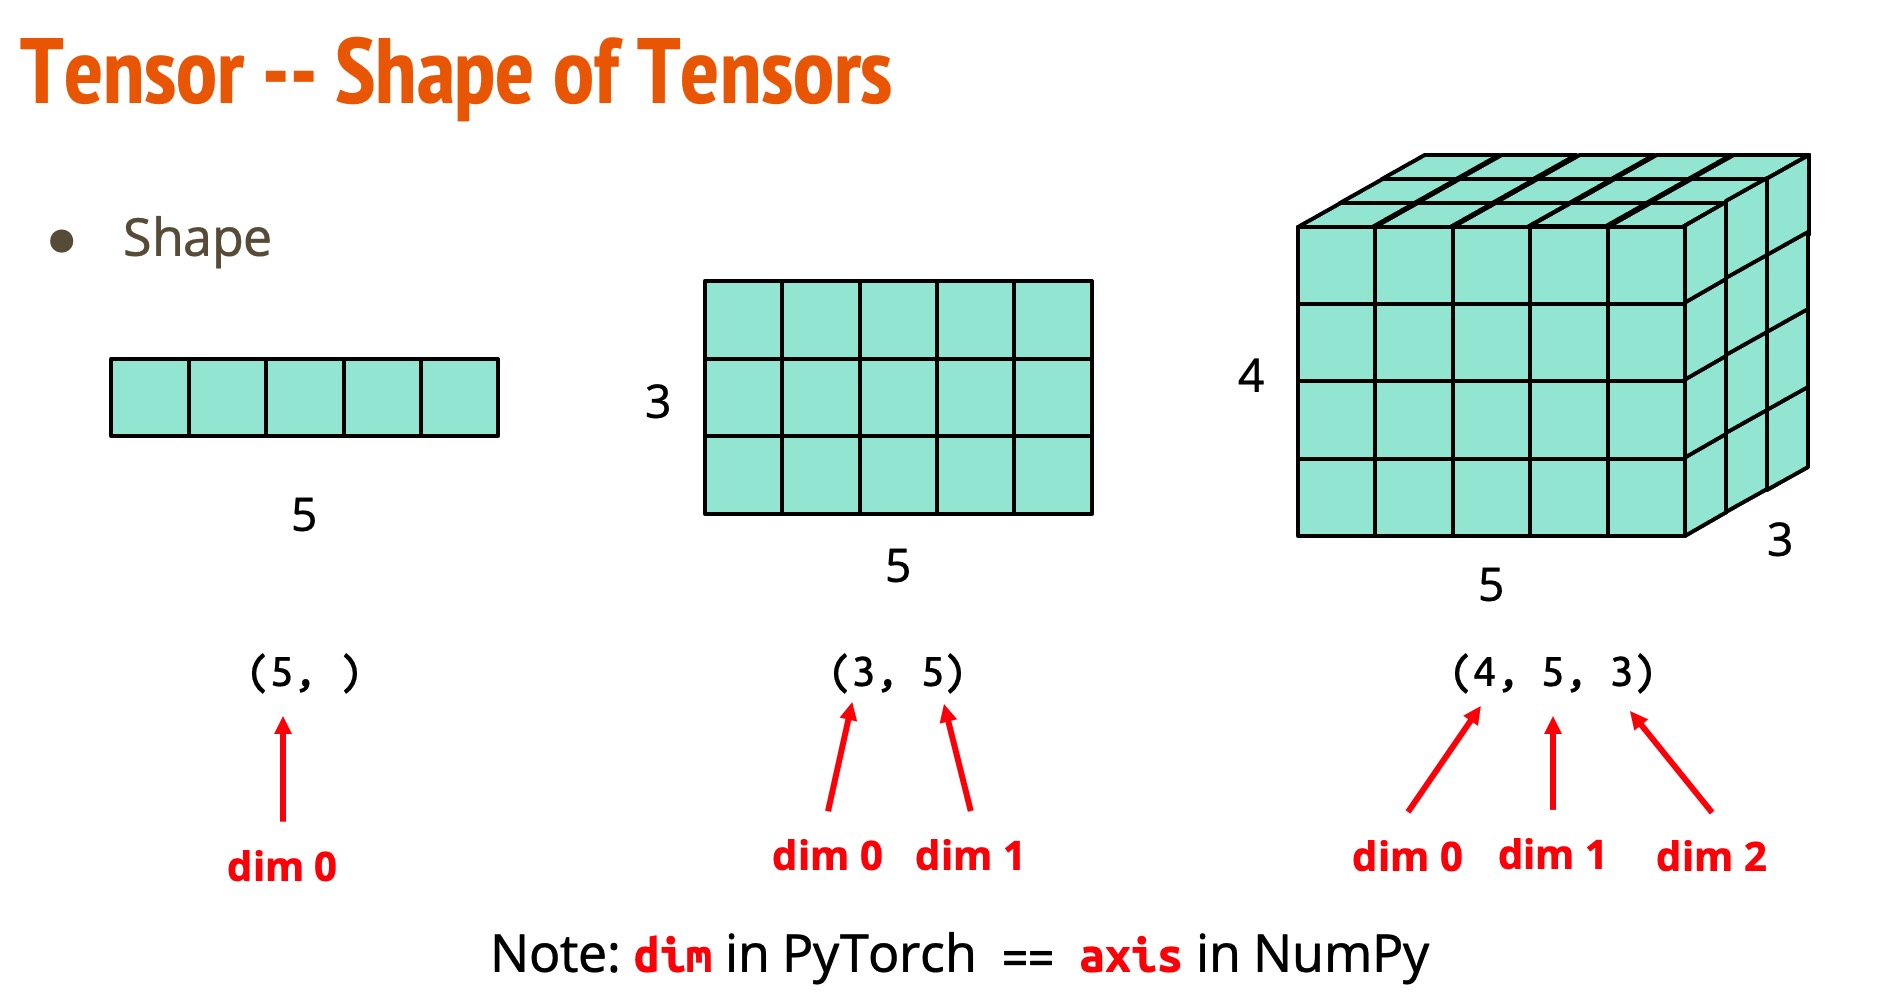 Tensor -- Shape of Tensors
● Shape
5
3
5
4
3
5
(5, )
(3, 5)
(4, 5, 3)
dim 0
dim 0 dim 1
dim 0 dim 1 dim 2
Note: dim in PyTorch == axis in NumPy